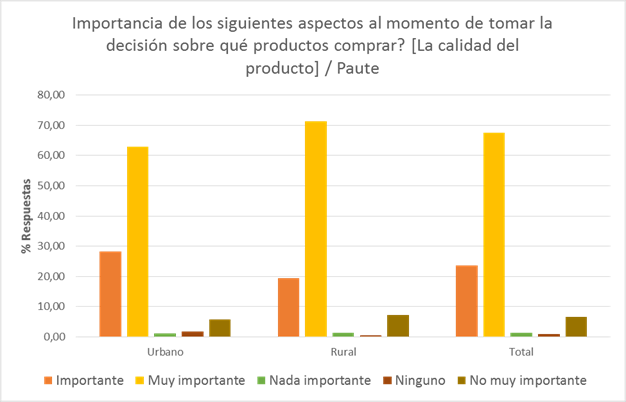 Importancia de los siguientes aspectos al momento de tomar la
decisión sobre qué productos comprar? [La calidad del
producto] / Paute
80,00
70,00
60,00
50,00
40,00
30,00
20,00
10,00
0,00
% Respuestas
Urbano Rural Total
Importante Muy importante Nada importante Ninguno No muy importante